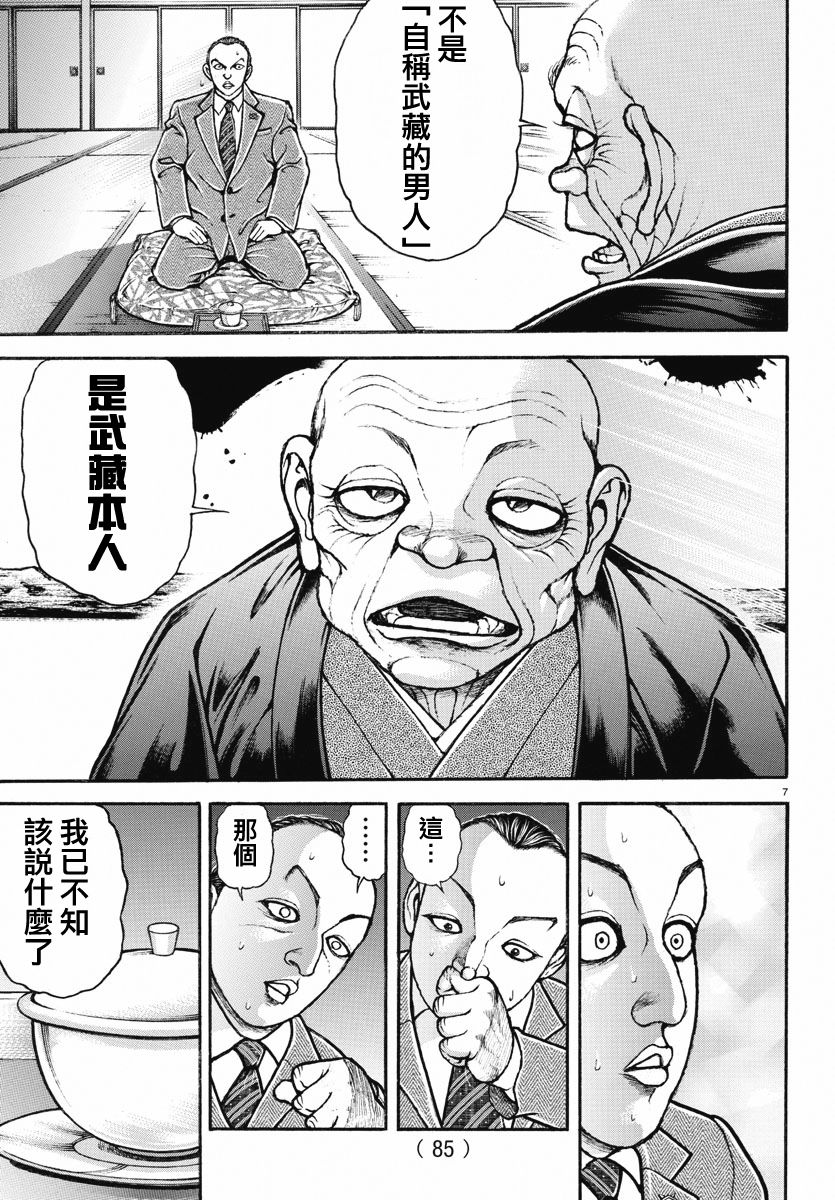 不是
「自稱武藏的男人」
是武藏本人
7
這…
……
那個
我已不知
該説什麼了
( 85 )